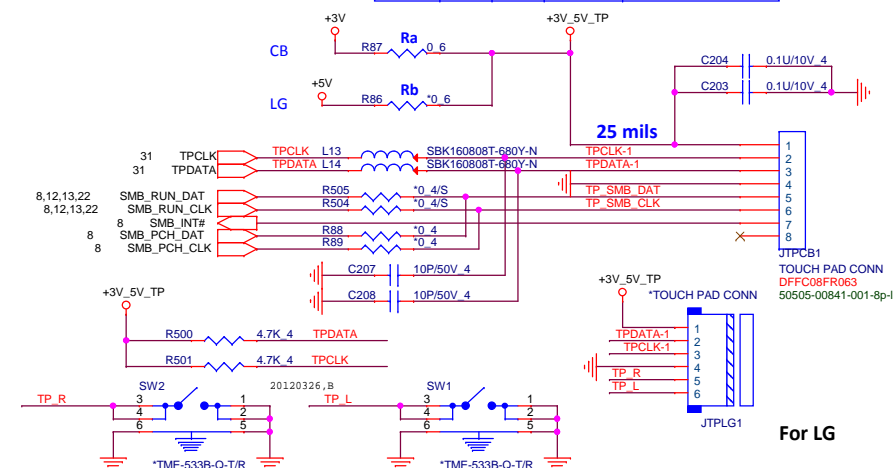 +3V
+3V_5V_TP
CB
R87
Ra
0_6
C204
0.1U/10V_4
+5V
C203
0.1U/10V_4
LG
R86
Rb
*0_6
25 mils
31
TPCLK
TPCLK
L13
SBK160808T-680Y-N
TPCLK-1
1
31
TPDATA
TPDATA
L14
SBK160808T-680Y-N
TPDATA-1
2
3
8,12,13,22
SMB_RUN_DAT
R505
*0_4/S
TP_SMB_DAT
4
8,12,13,22
SMB_RUN_CLK
R504
*0_4/S
TP_SMB_CLK
5
8
SMB_INT#
6
8
SMB_PCH_DAT
R88
*0_4
7
8
SMB_PCH_CLK
R89
*0_4
8
JTPCB1
TOUCH PAD CONN
DFFC08FR063
50505-00841-001-8p-l
C207
10P/50V_4
C208
10P/50V_4
+3V_5V_TP
+3V_5V_TP
*TOUCH PAD CONN
R500
4.7K_4
TPDATA
TPDATA-1
1
R501
4.7K_4
TPCLK
TPCLK-1
2
3
4
TP_R
5
TP_L
6
JTPLG1
For LG
20120326,B
TP_R
SW2
3
4
6
1
2
5
*TME-533B-Q-T/R
TP_L
SW1
3
4
6
1
2
5
*TME-533B-Q-T/R